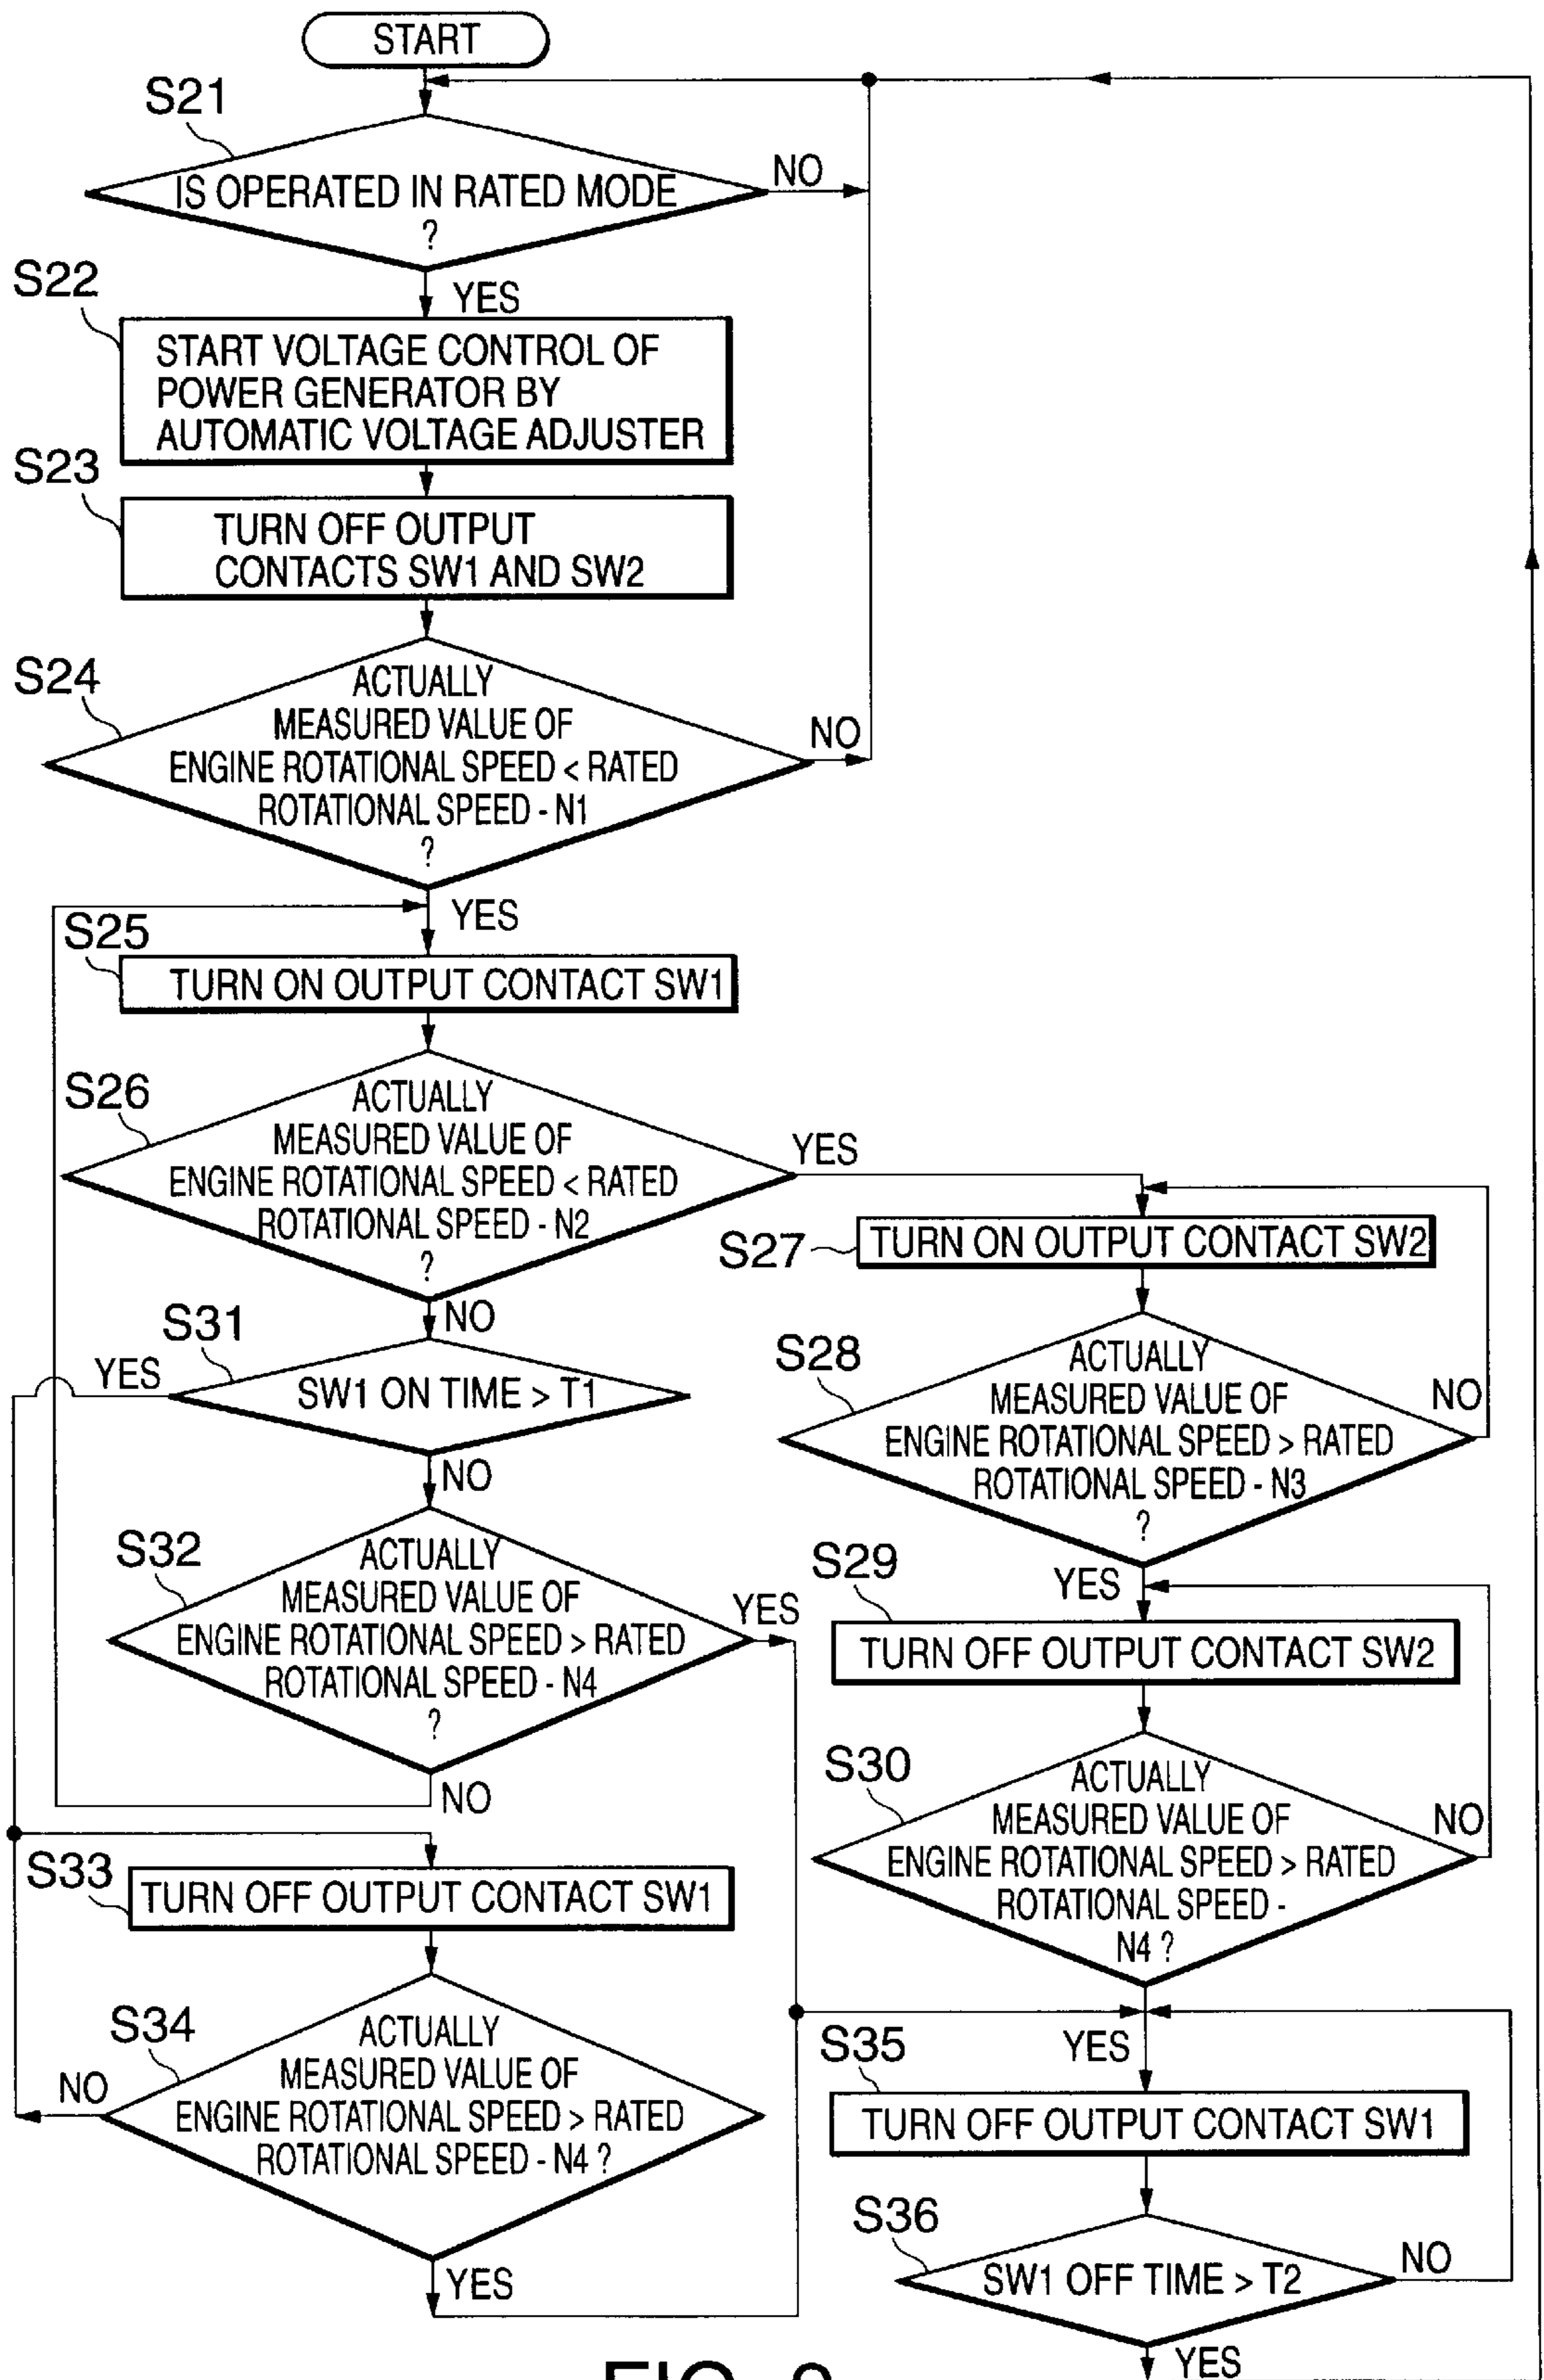 START
S21
IS OPERATED IN RATED MODE
?
NO
YES
S22
START VOLTAGE CONTROL OF
POWER GENERATOR BY
AUTOMATIC VOLTAGE ADJUSTER
S23
TURN OFF OUTPUT
CONTACTS SW1 AND SW2
S24
ACTUALLY
MEASURED VALUE OF
ENGINE ROTATIONAL SPEED < RATED
ROTATIONAL SPEED - N1
?
NO
YES
S25
TURN ON OUTPUT CONTACT SW1
S26
ACTUALLY
MEASURED VALUE OF
ENGINE ROTATIONAL SPEED < RATED
ROTATIONAL SPEED - N2
?
YES
NO
S27
TURN ON OUTPUT CONTACT SW2
S28
ACTUALLY
MEASURED VALUE OF
ENGINE ROTATIONAL SPEED > RATED
ROTATIONAL SPEED - N3
?
NO
YES
S29
TURN OFF OUTPUT CONTACT SW2
S30
ACTUALLY
MEASURED VALUE OF
ENGINE ROTATIONAL SPEED > RATED
ROTATIONAL SPEED -
N4 ?
NO
YES
S31
SW1 ON TIME > T1
YES
NO
S32
ACTUALLY
MEASURED VALUE OF
ENGINE ROTATIONAL SPEED > RATED
ROTATIONAL SPEED - N4
?
YES
NO
S33
TURN OFF OUTPUT CONTACT SW1
S34
ACTUALLY
MEASURED VALUE OF
ENGINE ROTATIONAL SPEED > RATED
ROTATIONAL SPEED - N4 ?
NO
YES
S35
TURN OFF OUTPUT CONTACT SW1
S36
SW1 OFF TIME > T2
NO
YES
FIG.